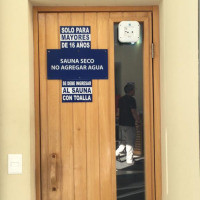 SOLO PARA
MAYORES
DE 16 AÑOS
SAUNA SECO
NO AGREGAR AGUA
SE DEBE INGRESAR
AL SAUNA
CON TOALLA